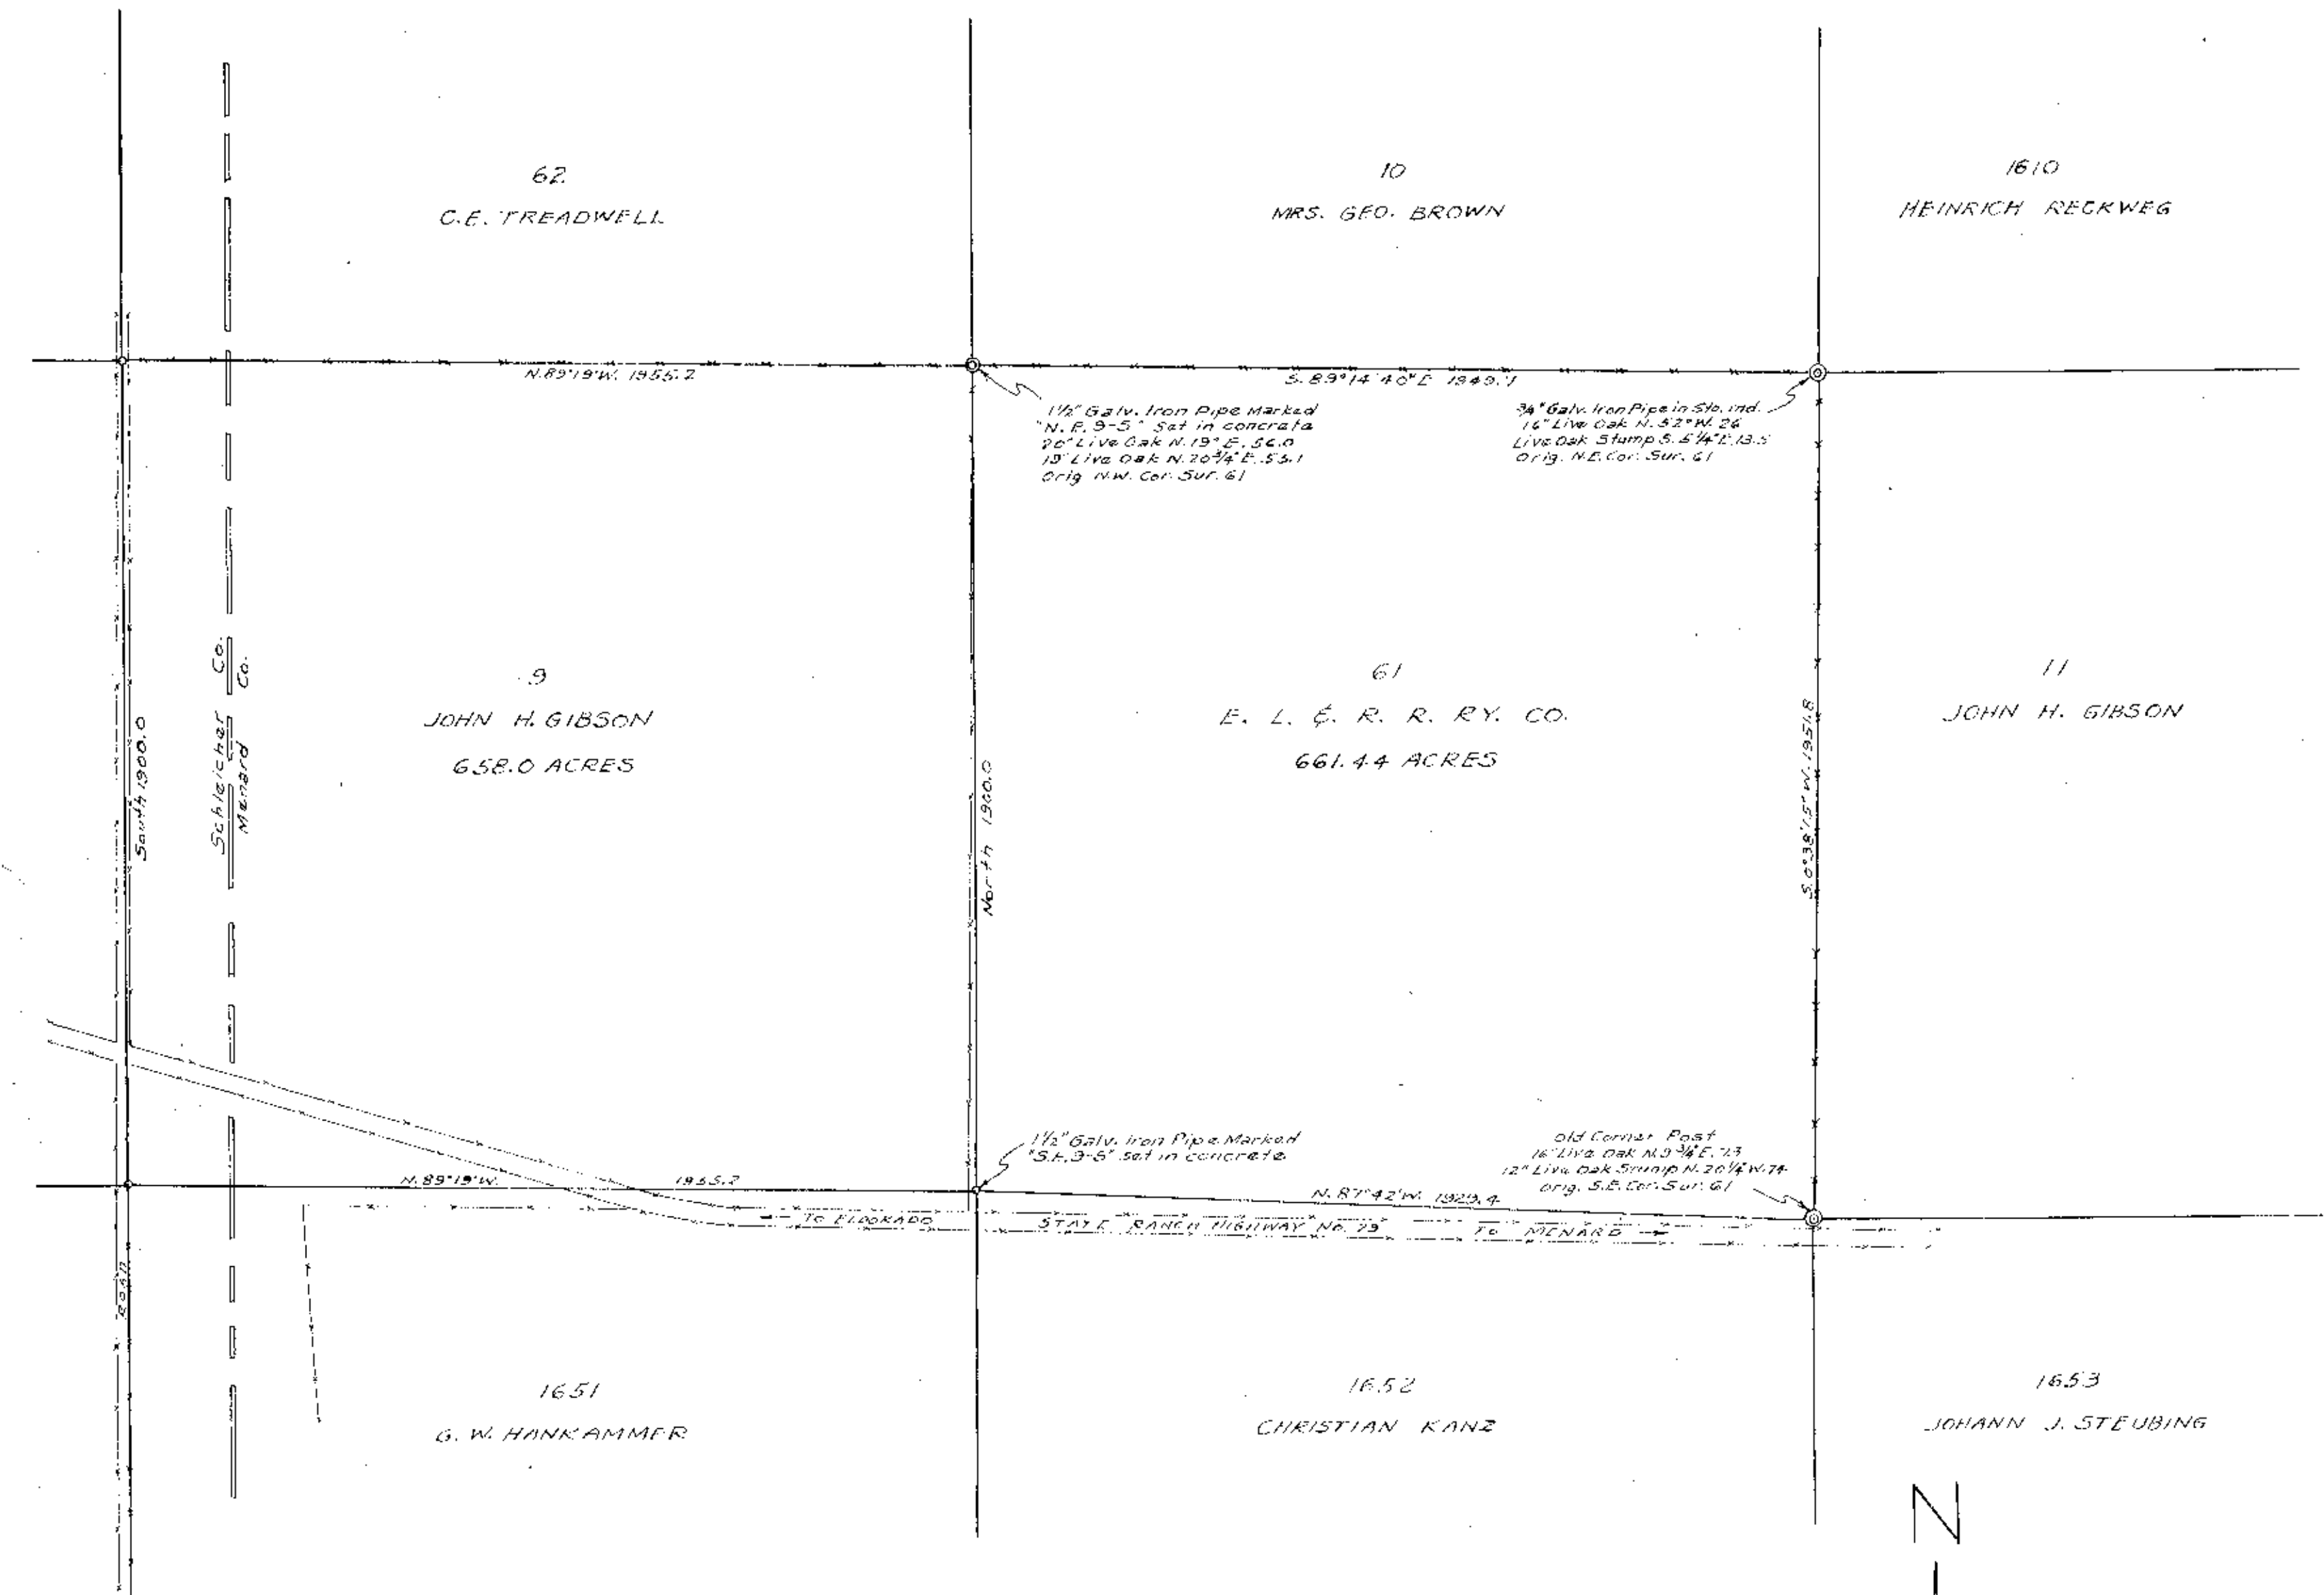 62
C.E. TREADWELL
10
MRS. GEO. BROWN
1610
HEINRICH RECKWEG
N.89°19'W. 1955.2
S.89°14'40"E 1949.1
1½" Galv. Iron Pipe Marked
"N.E. 9-5" Set in concrete
20" Live Oak N.19°E. 56.0
Live Oak N.20¾°E. 55.1
Orig N.W. Cor. Sur. 61
¾" Galv. Iron Pipe in Sto. md.
16" Live Oak N.52°W. 26
Live Oak Stump S.5¼°E. 13.5
Orig. N.E. Cor. Sur. 61
South 1900.0
Schleicher Co.
Menard Co.
9
JOHN H. GIBSON
658.0 ACRES
North 1900.0
61
E. L. & R. R. RY. CO.
661.44 ACRES
S.0°38'15"W. 1951.8
11
JOHN H. GIBSON
1½" Galv. Iron Pipe Marked
set in concrete
Old Corner Post
16" Live Oak N.9¾°E. 73
12" Live Oak Stump N.20¼°W. 74
Orig. S.E. Cor. Sur. 61
N.89°19'W. 1955.2
N.87°42'W. 1929.4
TO ELDORADO
STATE RANCH HIGHWAY NO. 29
TO MENARD
Road
1651
G. W. HANKAMMER
1652
CHRISTIAN KANZ
1653
JOHANN J. STEUBING
N